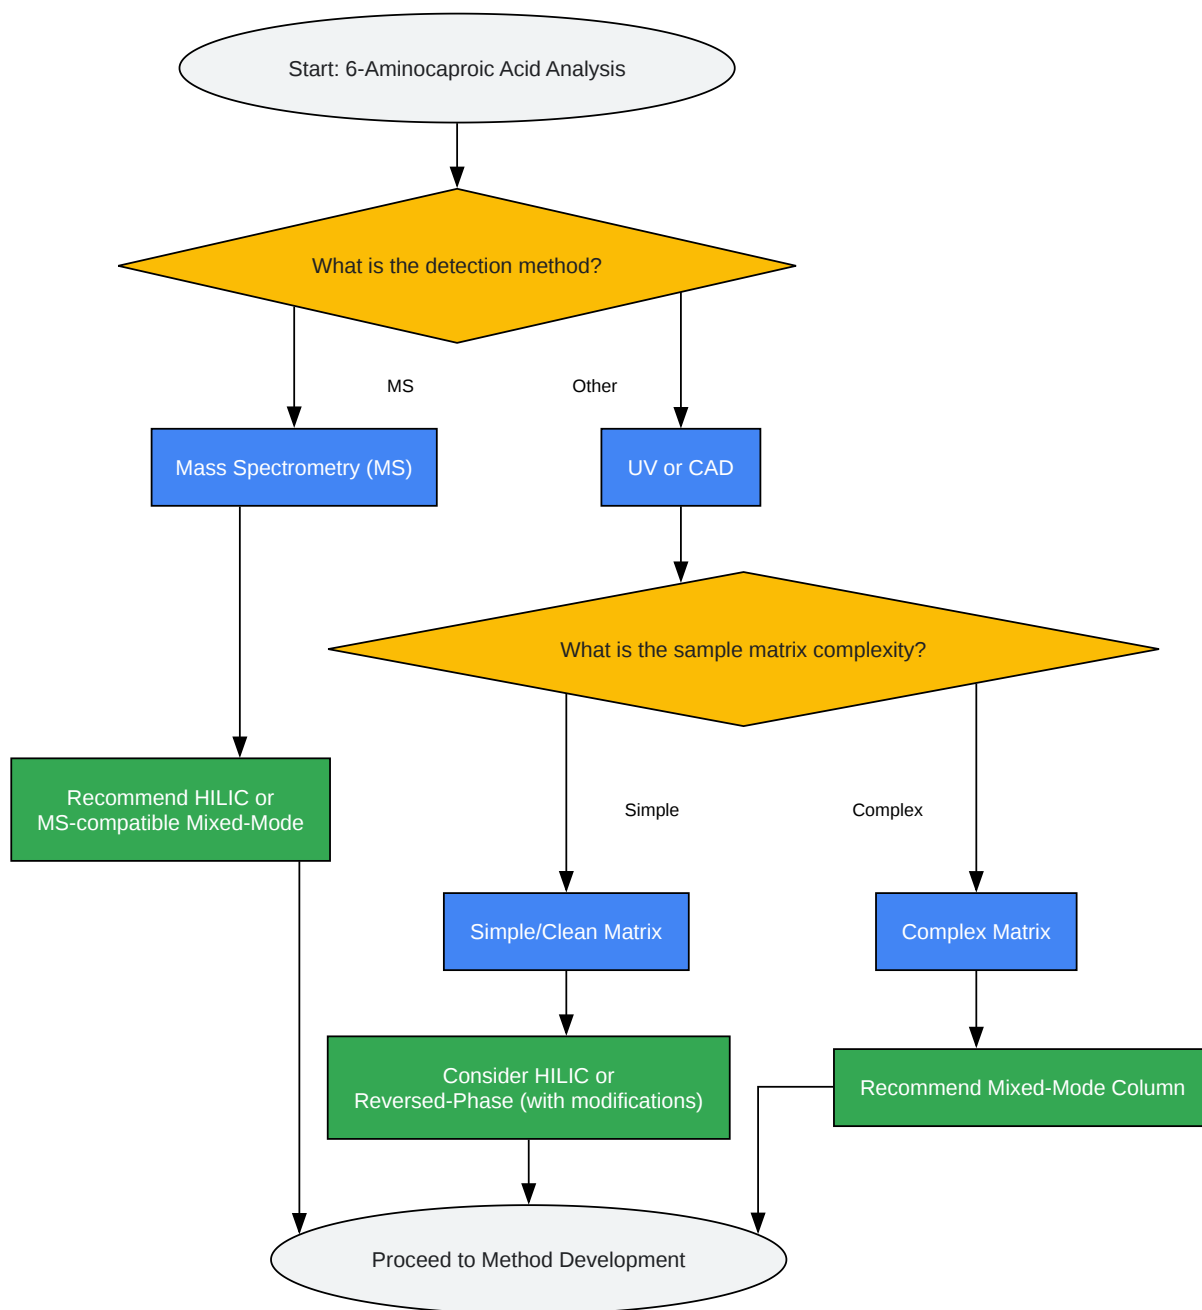 Start: 6-Aminocaproic Acid Analysis
What is the detection method?
MS
Other
Mass Spectrometry (MS)
UV or CAD
What is the sample matrix complexity?
Recommend HILIC or
MS-compatible Mixed-Mode
Simple
Complex
Simple/Clean Matrix
Complex Matrix
Consider HILIC or
Reversed-Phase (with modifications)
Recommend Mixed-Mode Column
Proceed to Method Development